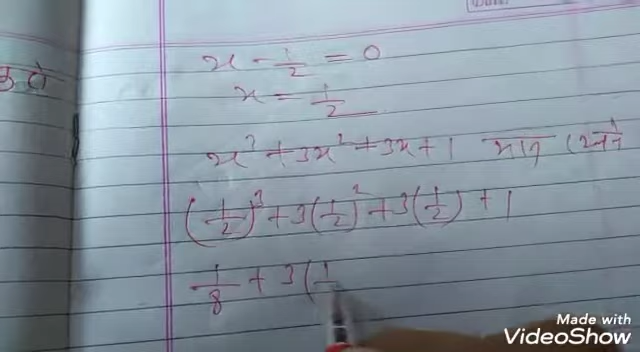 x - 1/2 = 0
x = 1/2
x³ + 3x² + 3x + 1 मान रखने
(1/2)³ + 3(1/2)² + 3(1/2) + 1
1/8 + 3(1
Made with
VideoShow